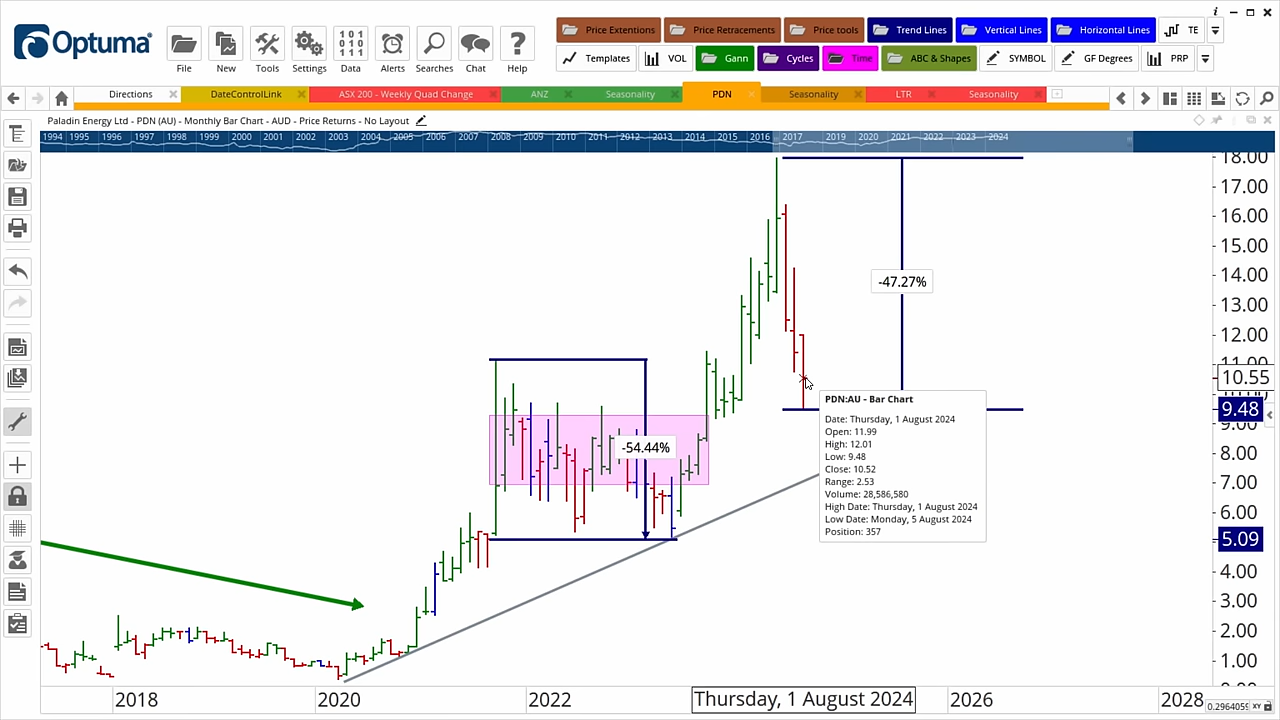 i
Optuma
File
New
Tools
Settings
Data
Alerts
Searches
Chat
Help
Price Extentions
Price Retracements
Price tools
Trend Lines
Vertical Lines
Horizontal Lines
TE
Templates
VOL
Gann
Cycles
Time
ABC & Shapes
SYMBOL
GF Degrees
PRP
Directions
DateControlLink
ASX 200 - Weekly Quad Change
ANZ
Seasonality
PDN
Seasonality
LTR
Seasonality
Paladin Energy Ltd - PDN (AU) - Monthly Bar Chart - AUD - Price Returns - No Layout
1994 1995 1996 1997 1998 1999 2000 2001 2002 2003 2004 2005 2006 2007 2008 2009 2010 2011 2012 2013 2014 2015 2016 2017 2019 2020 2021 2022 2023 2024
18.00
17.00
16.00
15.00
14.00
13.00
12.00
11.00
10.55
9.48
9.00
8.00
7.00
6.00
5.09
4.00
3.00
2.00
1.00
-47.27%
-54.44%
PDN:AU - Bar Chart
Date: Thursday, 1 August 2024
Open: 11.99
High: 12.01
Low: 9.48
Close: 10.52
Range: 2.53
Volume: 28,586,580
High Date: Thursday, 1 August 2024
Low Date: Monday, 5 August 2024
Position: 357
2018
2020
2022
Thursday, 1 August 2024
2026
2028
0.2964059
XY